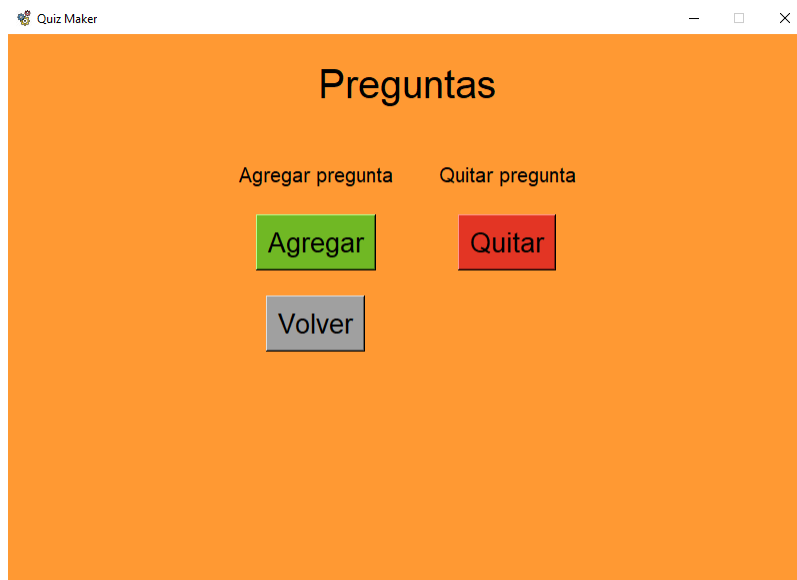 Quiz Maker
Preguntas
Agregar pregunta
Quitar pregunta
Agregar
Quitar
Volver